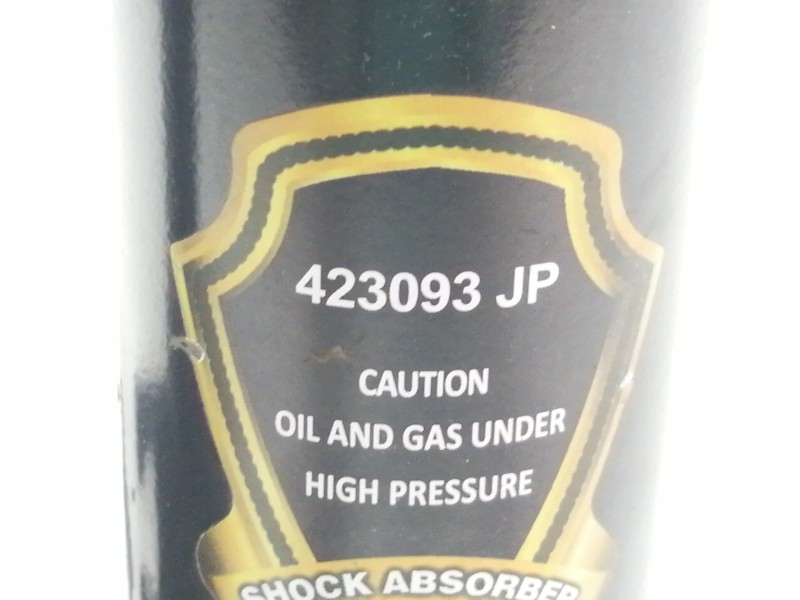 423093 JP
CAUTION
OIL AND GAS UNDER
HIGH PRESSURE
SHOCK ABSORBER